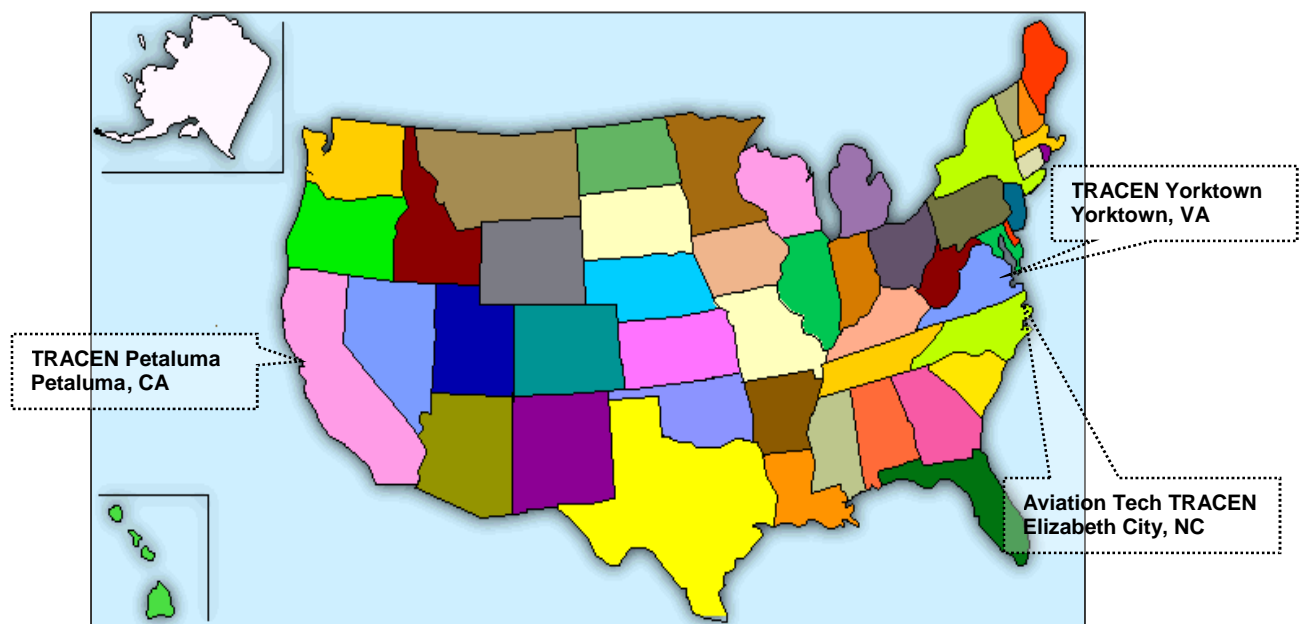 TRACEN Yorktown
Yorktown, VA
TRACEN Petaluma
Petaluma, CA
Aviation Tech TRACEN
Elizabeth City, NC